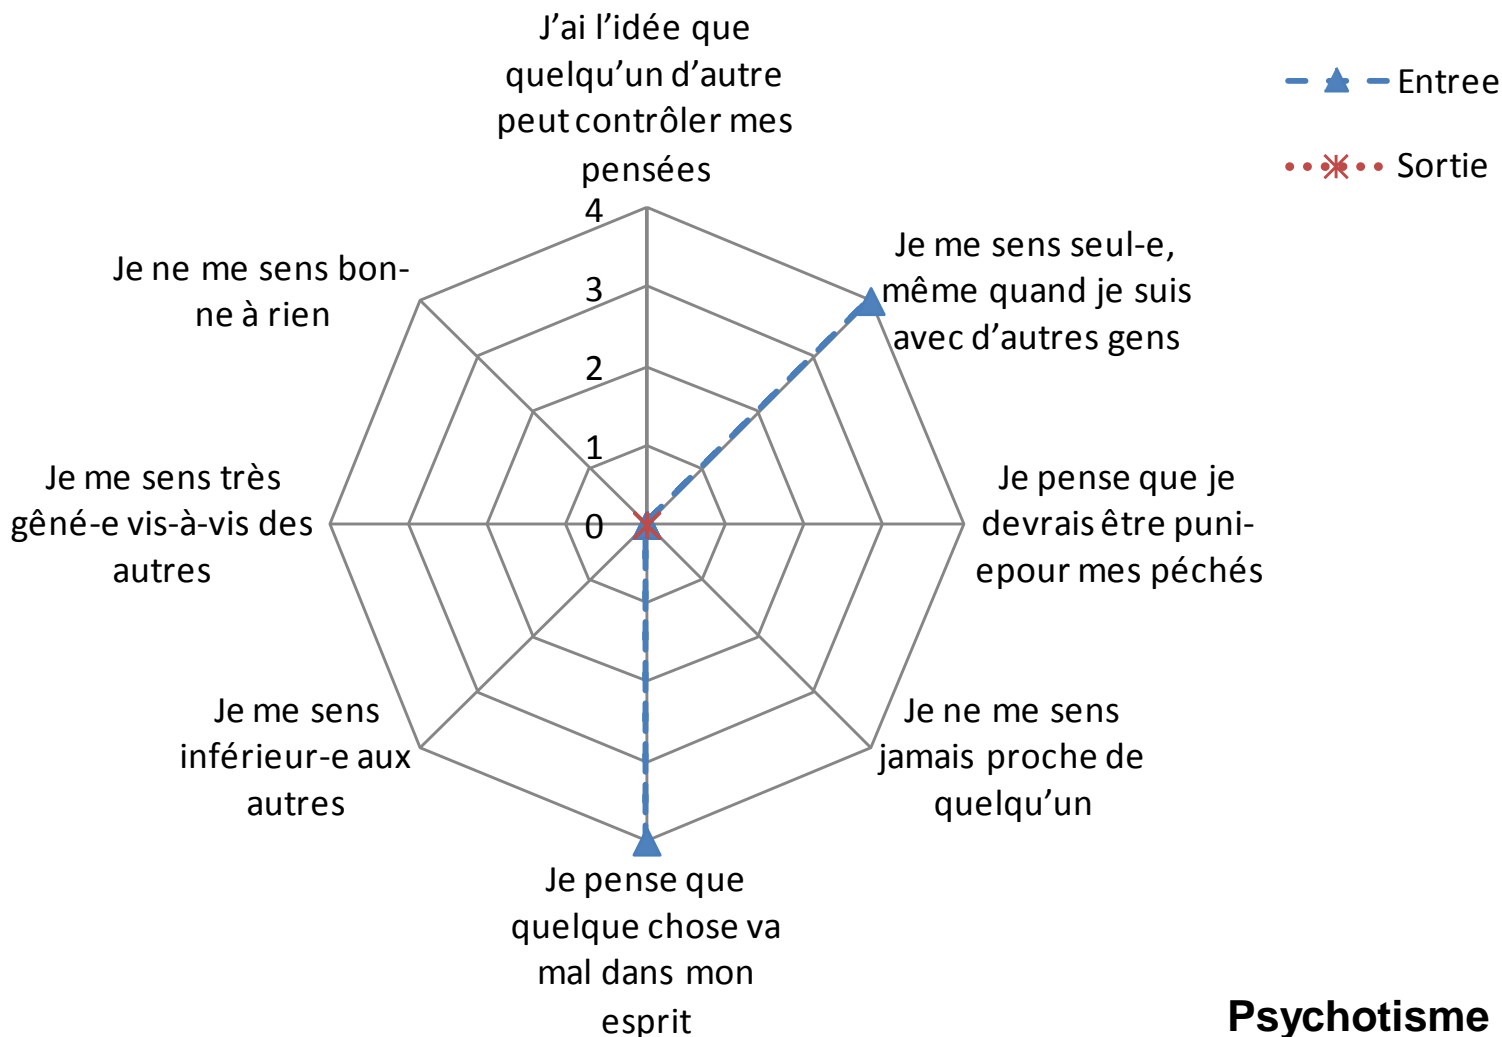 J’ai l’idée que
quelqu’un d’autre
peut contrôler mes
pensées
Entree
Sortie
4
3
2
1
0
Je me sens seul-e,
même quand je suis
avec d’autres gens
Je pense que je
devrais être puni-
epour mes péchés
Je ne me sens
jamais proche de
quelqu’un
Je pense que
quelque chose va
mal dans mon
esprit
Je me sens
inférieur-e aux
autres
Je me sens très
gêné-e vis-à-vis des
autres
Je ne me sens bon-
ne à rien
Psychotisme